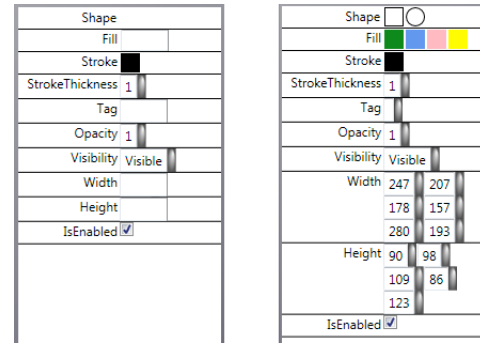 Shape
Fill
Stroke
StrokeThickness 1
Tag
Opacity 1
Visibility Visible
Width
Height
IsEnabled
Shape
Fill
Stroke
StrokeThickness 1
Tag
Opacity 1
Visibility Visible
Width 247 207
178 157
280 193
Height 90 98
109 86
123
IsEnabled